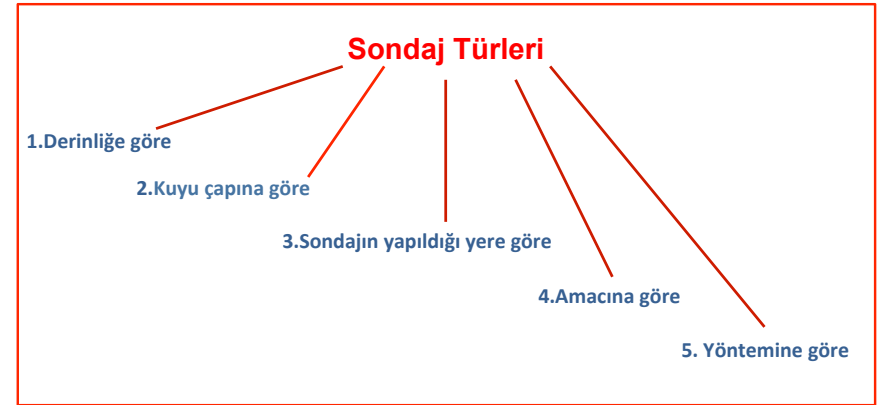 Sondaj Türleri
1.Derinliğe göre
2.Kuyu çapına göre
3.Sondajın yapıldığı yere göre
4.Amacına göre
5. Yöntemine göre